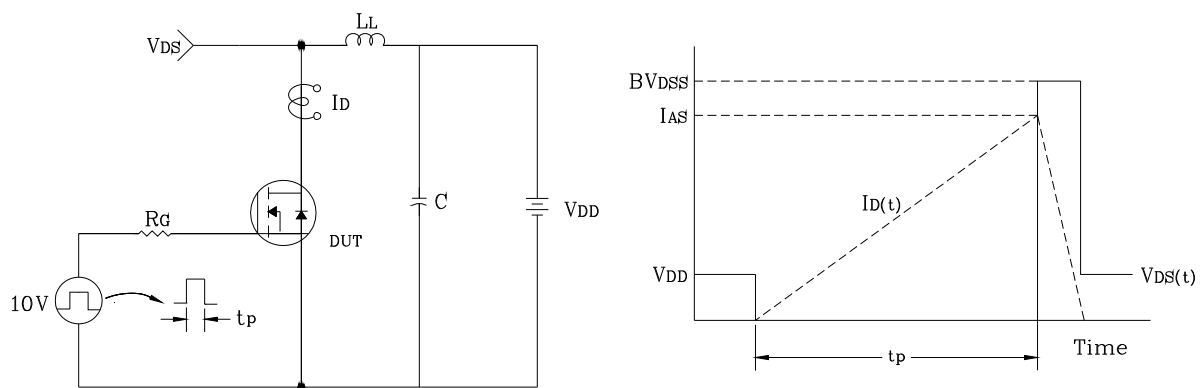 VDS
LL
ID
C
VDD
RG
DUT
10V
tp
BVDSS
IAS
ID(t)
VDD
VDS(t)
tp
Time